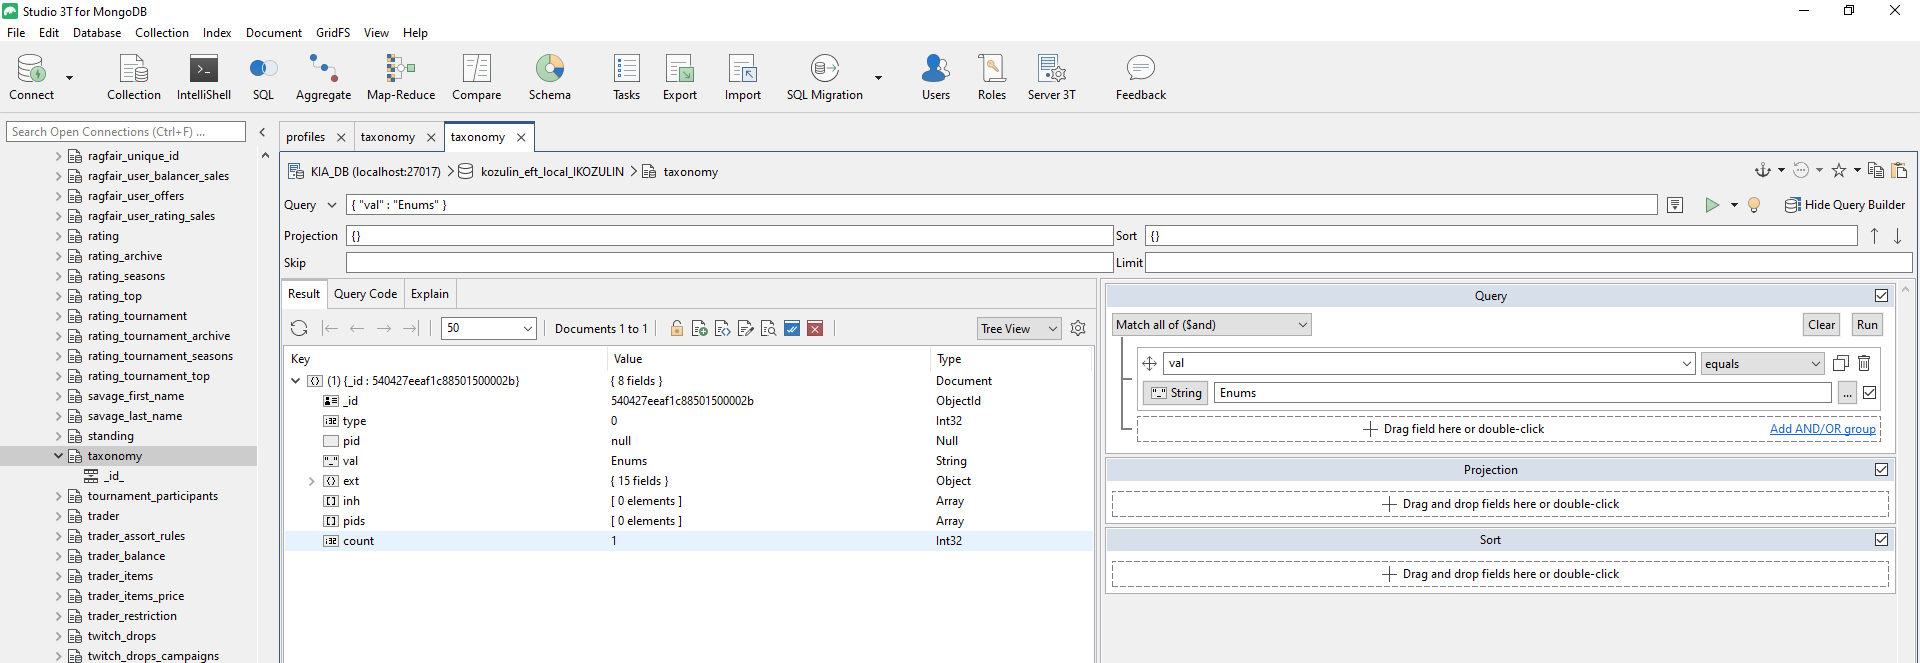 Studio 3T for MongoDB
File Edit Database Collection Index Document GridFS View Help
Connect Collection IntelliShell SQL Aggregate Map-Reduce Compare Schema Tasks Export Import SQL Migration Users Roles Server 3T Feedback
Search Open Connections (Ctrl+F) ...
ragfair_unique_id
ragfair_user_balancer_sales
ragfair_user_offers
ragfair_user_rating_sales
rating
rating_archive
rating_seasons
rating_top
rating_tournament
rating_tournament_archive
rating_tournament_seasons
rating_tournament_top
savage_first_name
savage_last_name
standing
taxonomy
_id_
tournament_participants
trader
trader_assort_rules
trader_balance
trader_items
trader_items_price
trader_restriction
twitch_drops
twitch_drops_campaigns
profiles taxonomy taxonomy
KIA_DB (localhost:27017) kozulin_eft_local_IKOZULIN taxonomy
Query { "val" : "Enums" } Hide Query Builder
Projection {} Sort {}
Skip Limit
Result Query Code Explain
50 Documents 1 to 1 Tree View
Key Value Type
(1) {_id : 540427eeaf1c88501500002b} { 8 fields } Document
_id 540427eeaf1c88501500002b ObjectId
type 0 Int32
pid null Null
val Enums String
ext { 15 fields } Object
inh [ 0 elements ] Array
pids [ 0 elements ] Array
count 1 Int32
Query
Match all of ($and) Clear Run
val equals
String Enums ...
Drag field here or double-click Add AND/OR group
Projection
Drag and drop fields here or double-click
Sort
Drag and drop fields here or double-click